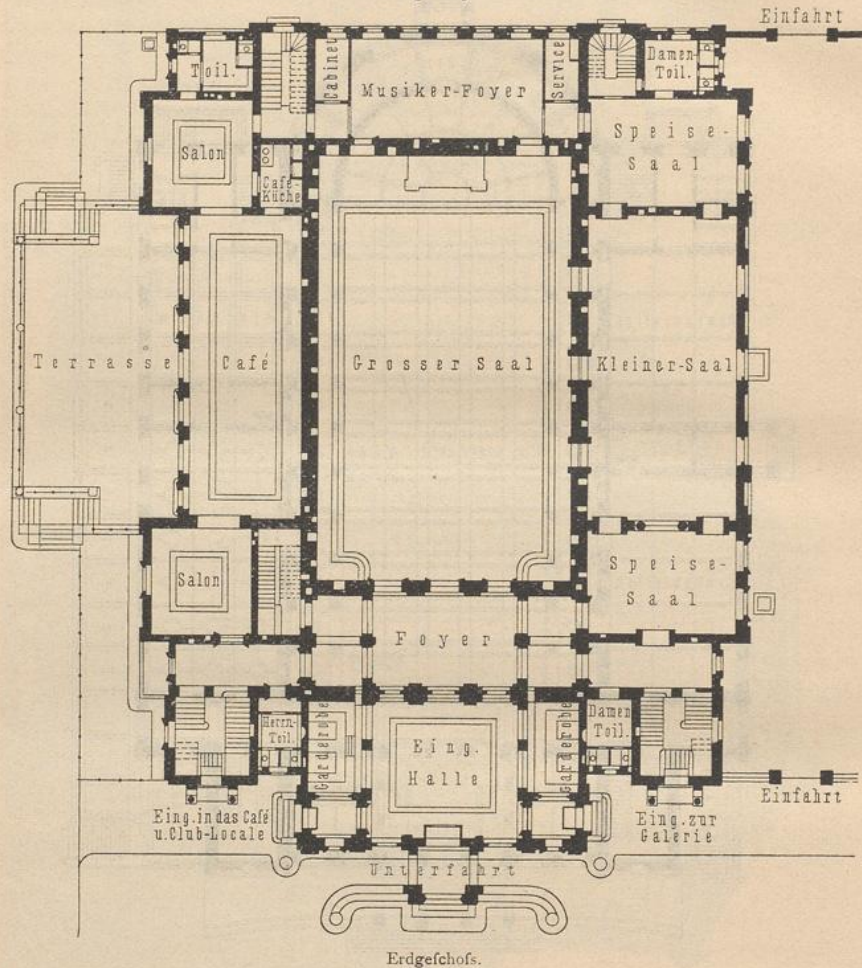 Einfahrt
Toil.
Cabinet
Musiker-Foyer
Service
Damen-
Toil.
Salon
Café-
Küche
Speise-
Saal
Terrasse
Café
Grosser Saal
Kleiner-Saal
Salon
Speise-
Saal
Foyer
Herrn-
Toil.
Garderobe
Eing.
Halle
Garderobe
Damen
Toil.
Eing. in das Café
u. Club-Locale
Eing. zur
Galerie
Einfahrt
Unterfahrt
Erdgeſchoſs.